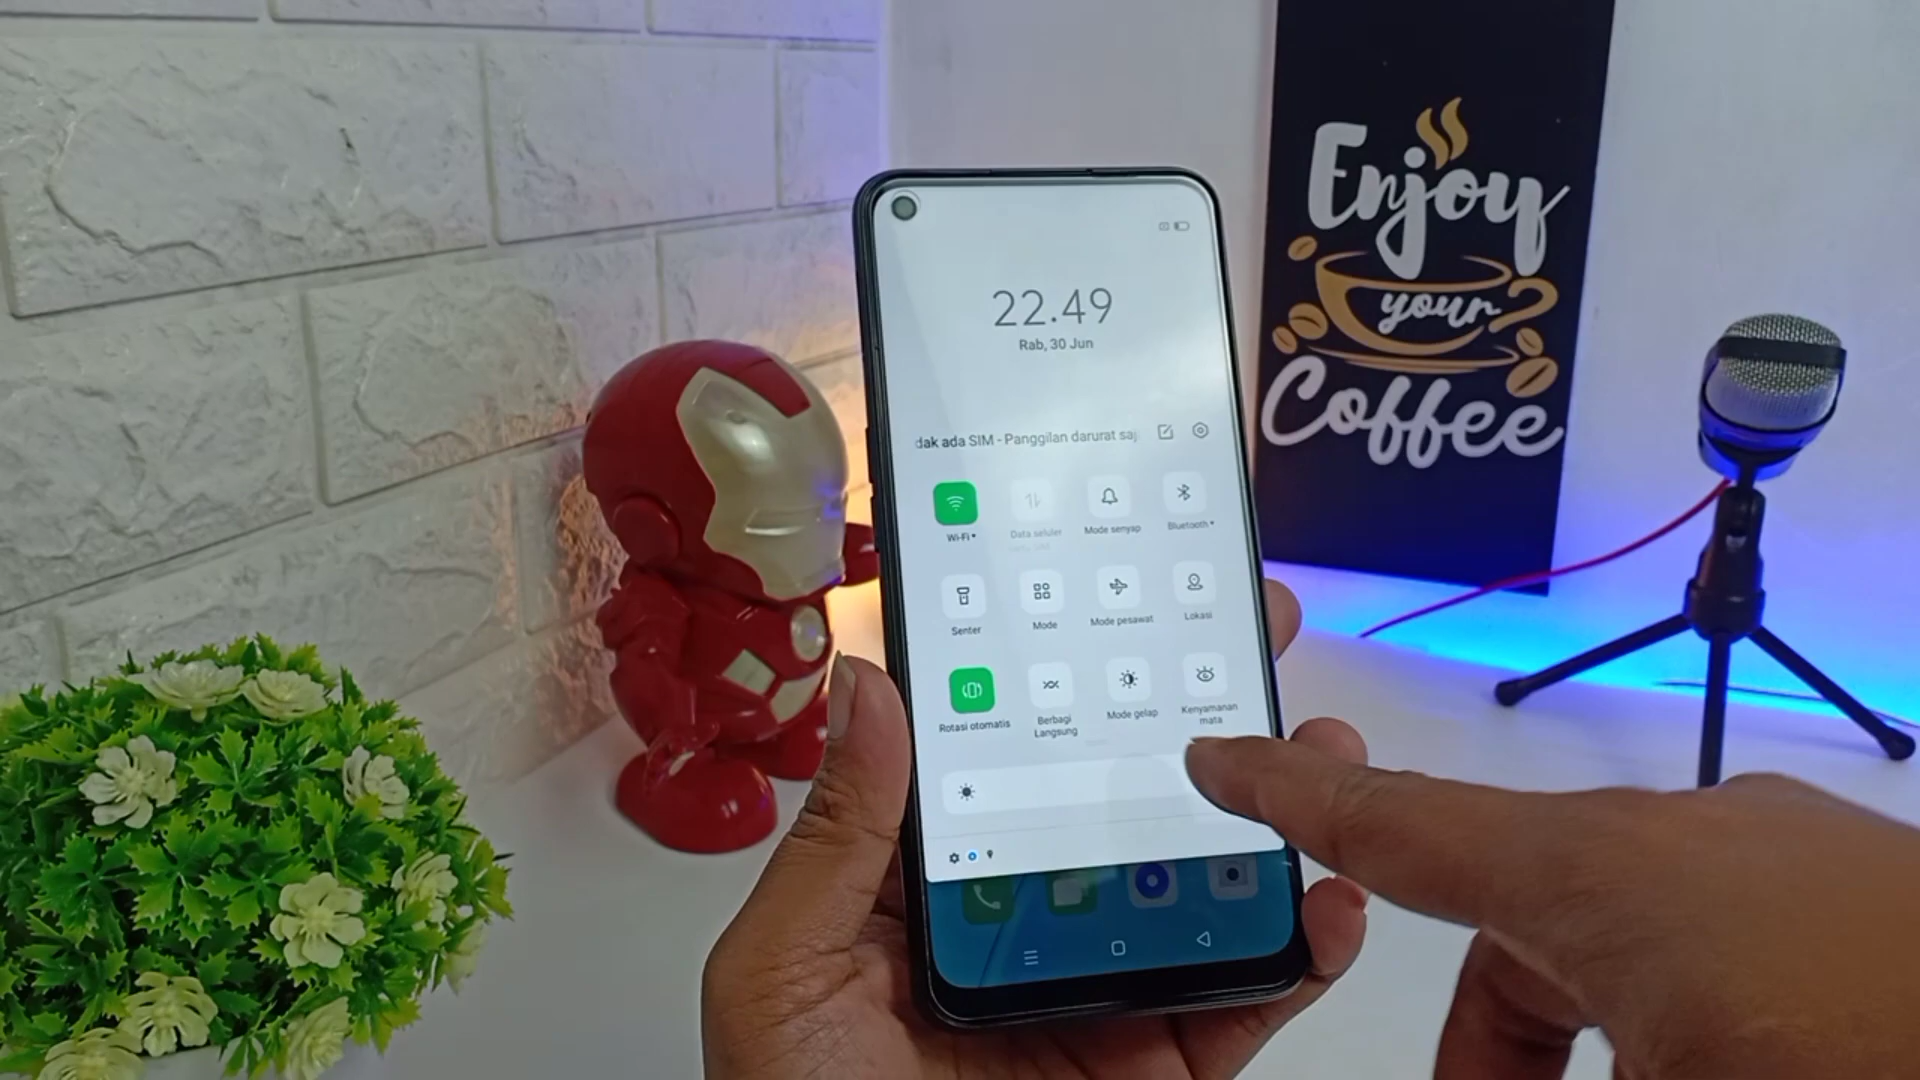 Enjoy
your
Coffee
22.49
Rab, 30 Jun
dak ada SIM - Panggilan darurat saj
Wi-Fi
Data seluler
Mode senyap
Bluetooth
Senter
Mode
Mode pesawat
Lokasi
Rotasi otomatis
Berbagi
Langsung
Mode gelap
Kenyamanan
mata